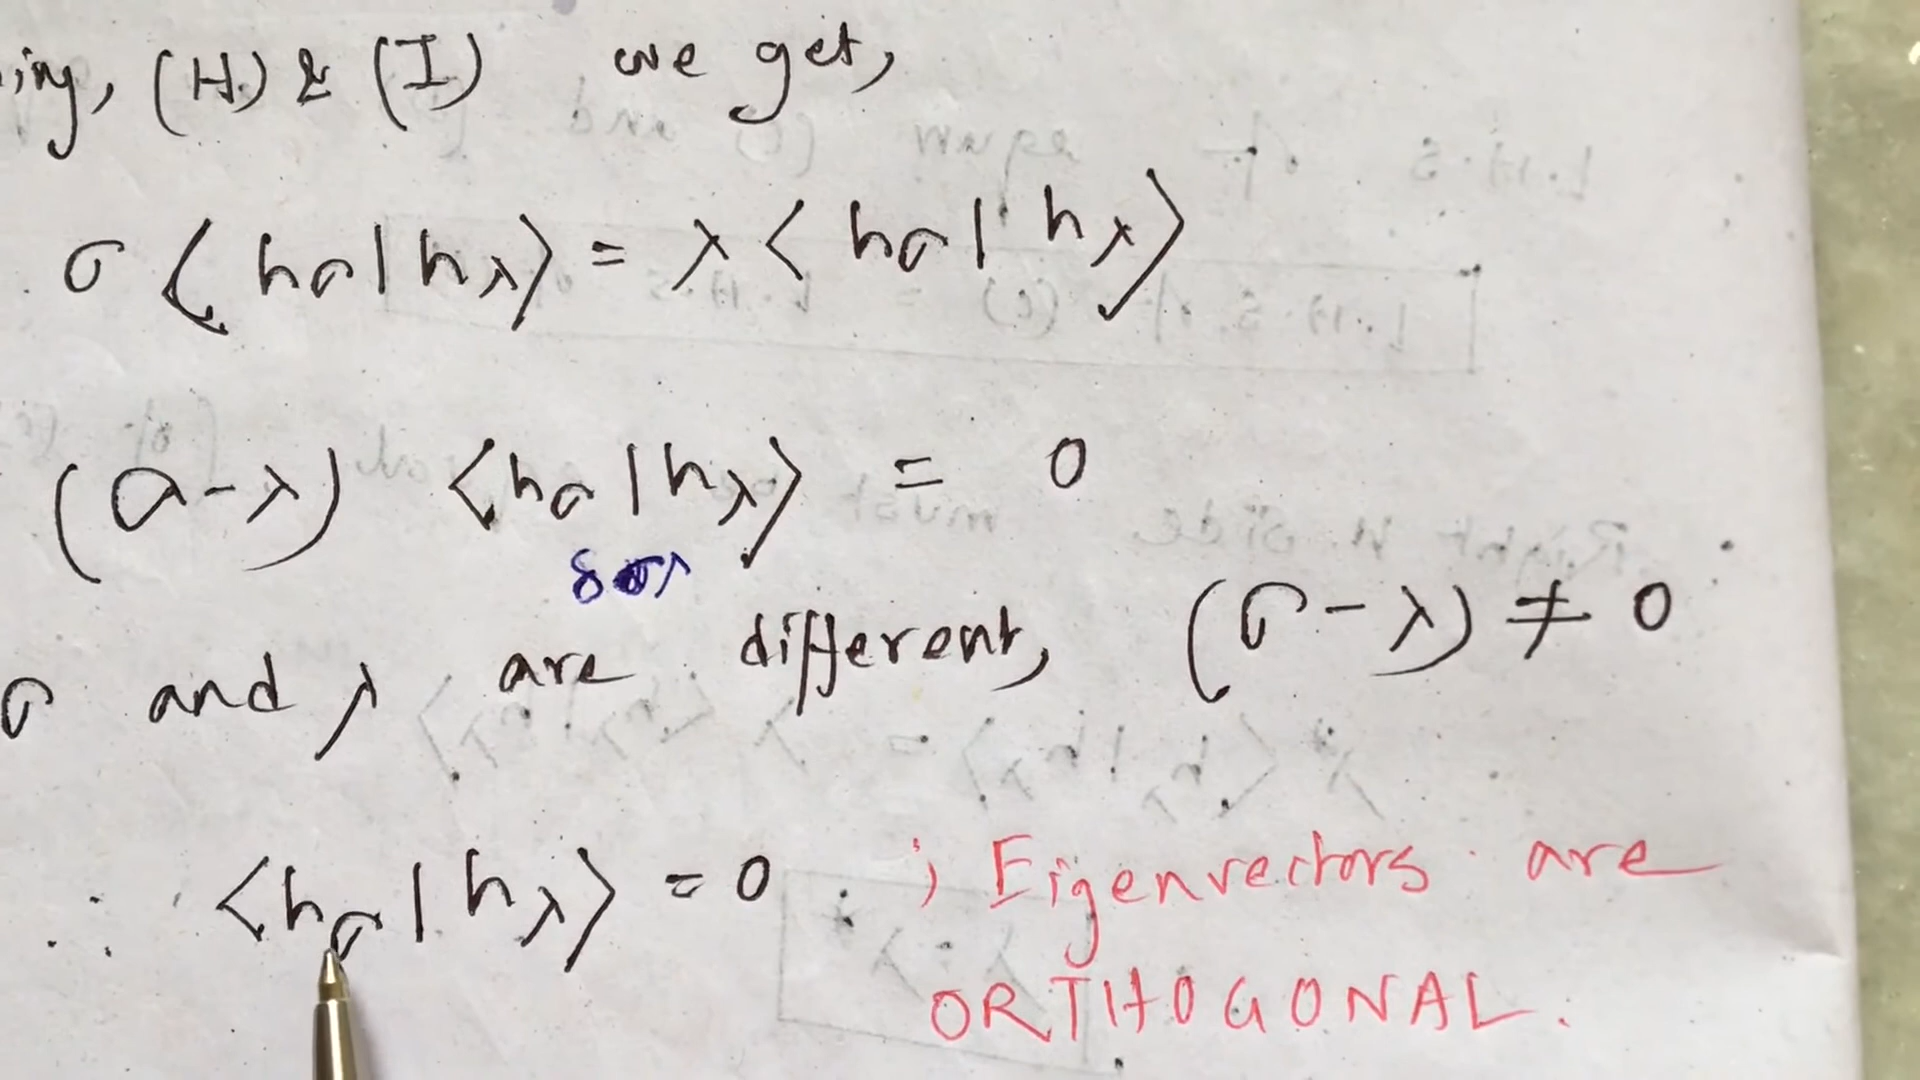 ing, (H) & (I) we get,
σ ⟨ hσ | hλ ⟩ = λ ⟨ hσ | hλ ⟩
(σ - λ) ⟨ hσ | hλ ⟩ = 0
σ and λ are different, (σ - λ) ≠ 0
∴ ⟨ hσ | hλ ⟩ = 0 ; Eigenvectors are
ORTHOGONAL.